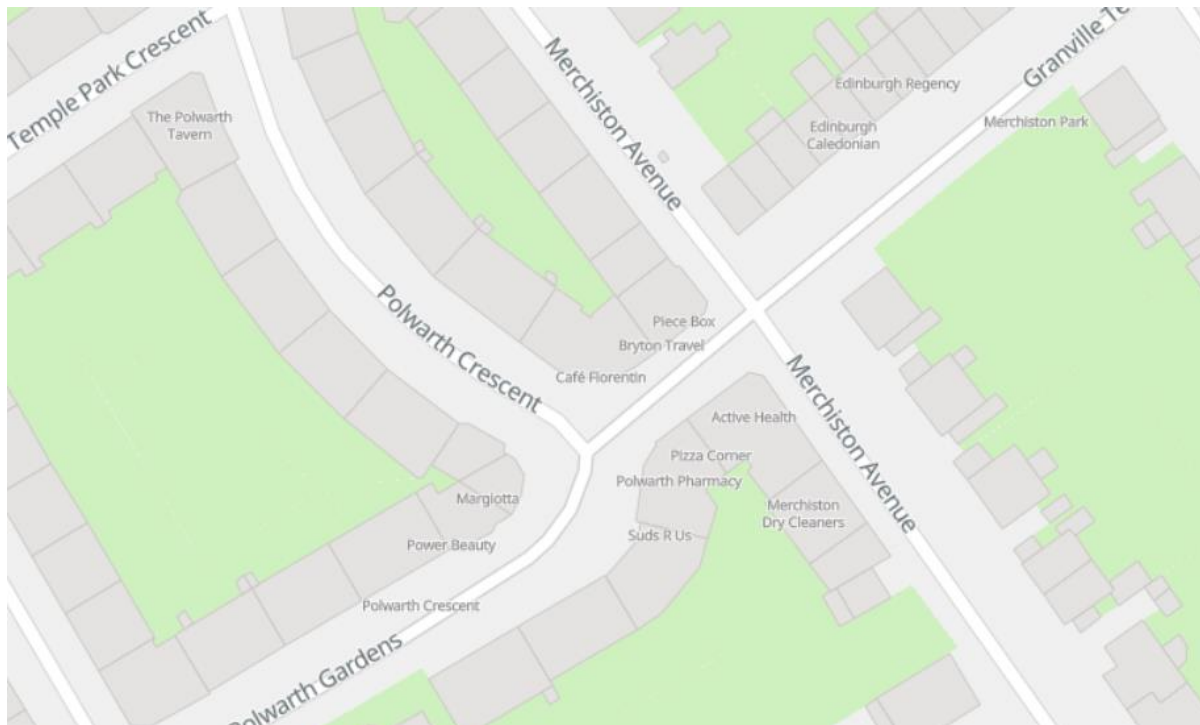 Temple Park Crescent
The Polwarth
Tavern
Merchiston Avenue
Granville Te
Edinburgh Regency
Edinburgh
Caledonian
Merchiston Park
Polwarth Crescent
Piece Box
Bryton Travel
Café Florentin
Merchiston Avenue
Active Health
Pizza Corner
Polwarth Pharmacy
Margiotta
Merchiston
Dry Cleaners
Suds R Us
Power Beauty
Polwarth Crescent
Polwarth Gardens